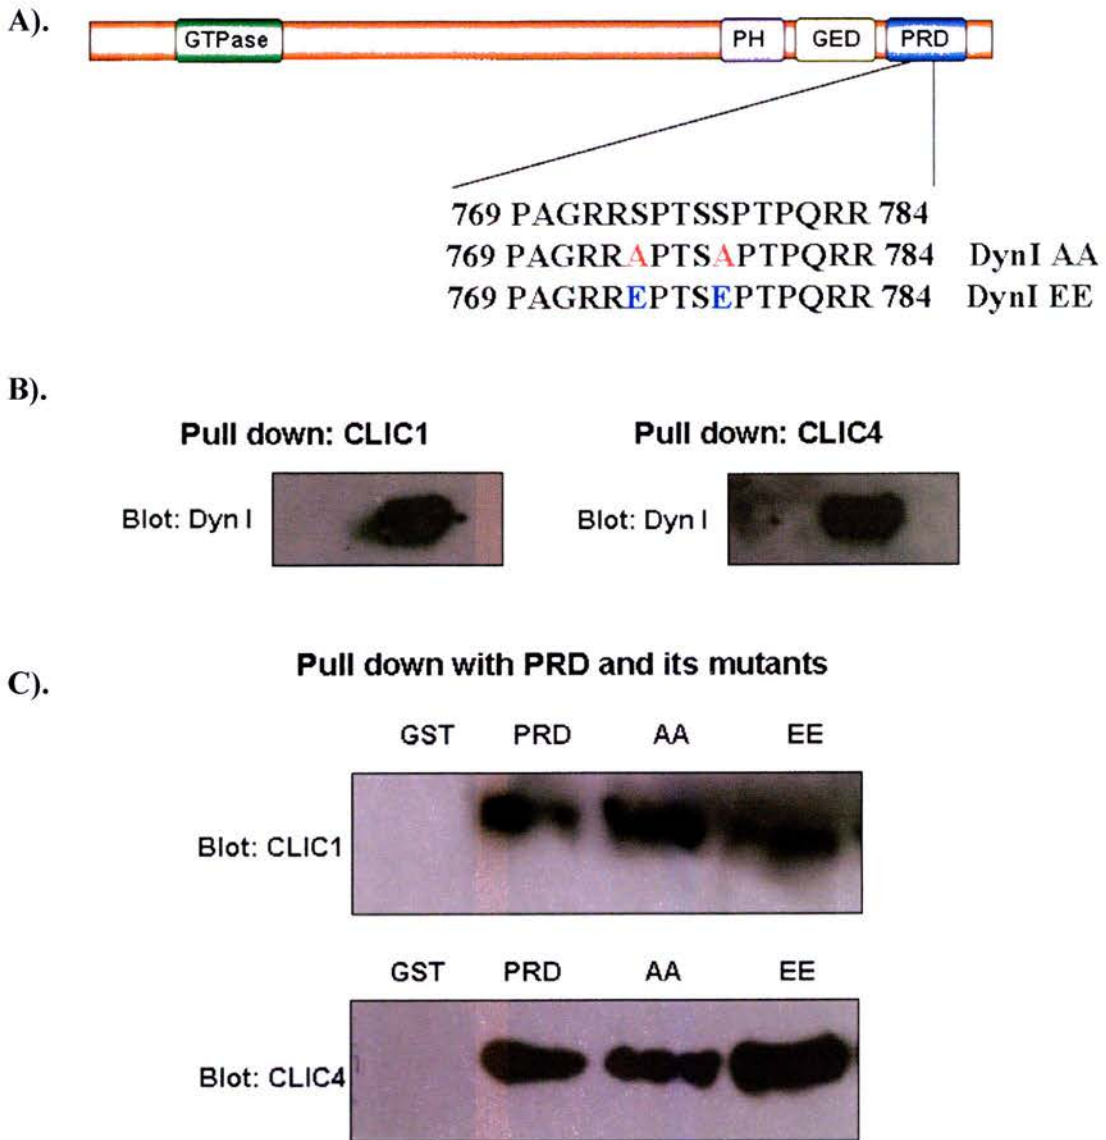 A).
GTPase PH GED PRD
769 PAGRRSPTSSPTPQRR 784
769 PAGRRAPTSAPTPQRR 784 DynI AA
769 PAGRREPTSEPTPQRR 784 DynI EE
B).
Pull down: CLIC1 Pull down: CLIC4
Blot: Dyn I Blot: Dyn I
Pull down with PRD and its mutants
C).
GST PRD AA EE
Blot: CLIC1
GST PRD AA EE
Blot: CLIC4